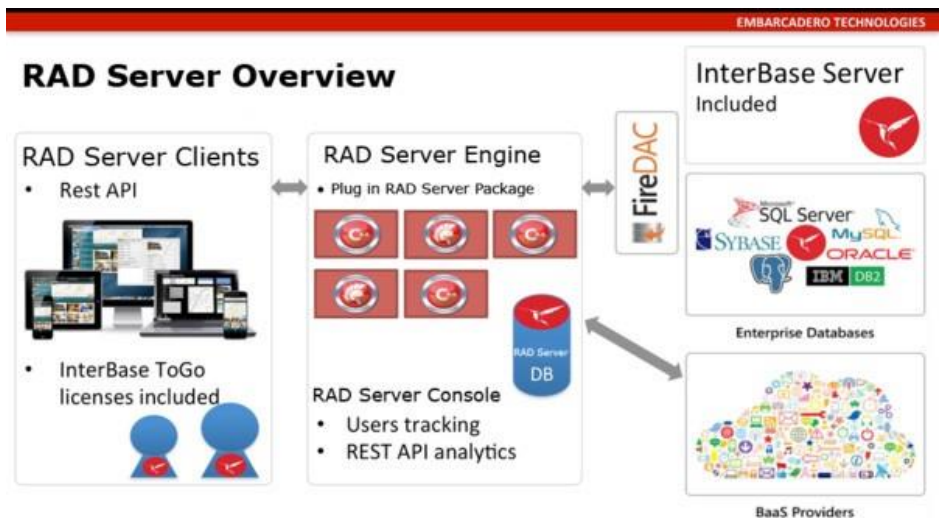 EMBARCADERO TECHNOLOGIES
RAD Server Overview
RAD Server Clients
• Rest API
• InterBase ToGo
licenses included
RAD Server Engine
• Plug in RAD Server Package
C++
C++
C++
RAD Server
DB
RAD Server Console
• Users tracking
• REST API analytics
FireDAC
InterBase Server
Included
Microsoft
SQL Server
SYBASE
MySQL
ORACLE
IBM DB2
Enterprise Databases
BaaS Providers